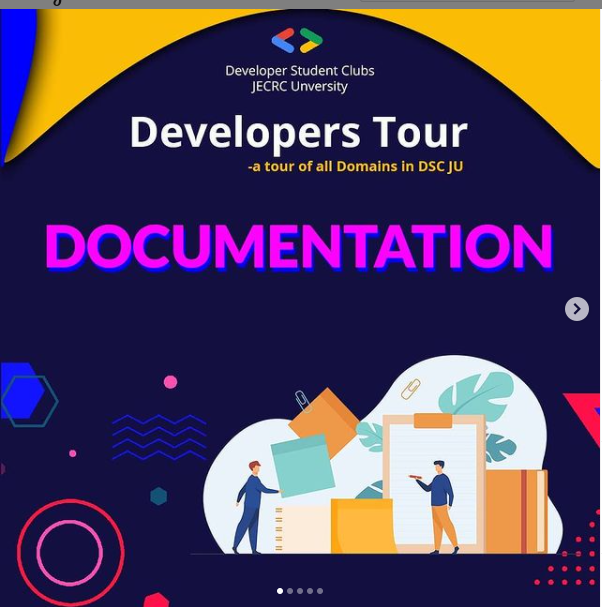 Developer Student Clubs
JECRC Unversity
Developers Tour
-a tour of all Domains in DSC JU
DOCUMENTATION